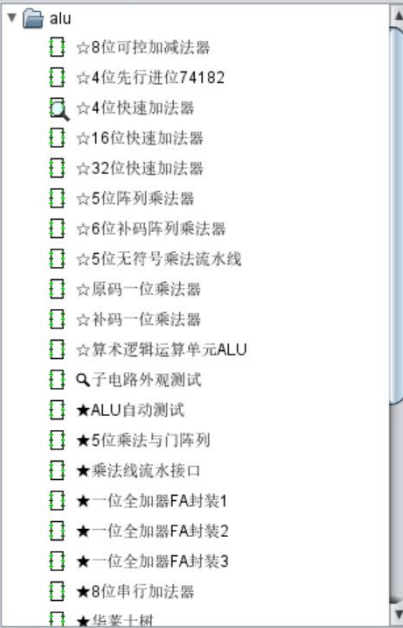 alu
☆8位可控加减法器
☆4位先行进位74182
☆4位快速加法器
☆16位快速加法器
☆32位快速加法器
☆5位阵列乘法器
☆6位补码阵列乘法器
☆5位无符号乘法流水线
☆原码一位乘法器
☆补码一位乘法器
☆算术逻辑运算单元ALU
子电路外观测试
★ALU自动测试
★5位乘法与门阵列
★乘法线流水接口
★一位全加器FA封装1
★一位全加器FA封装2
★一位全加器FA封装3
★8位串行加法器
★华莱士树